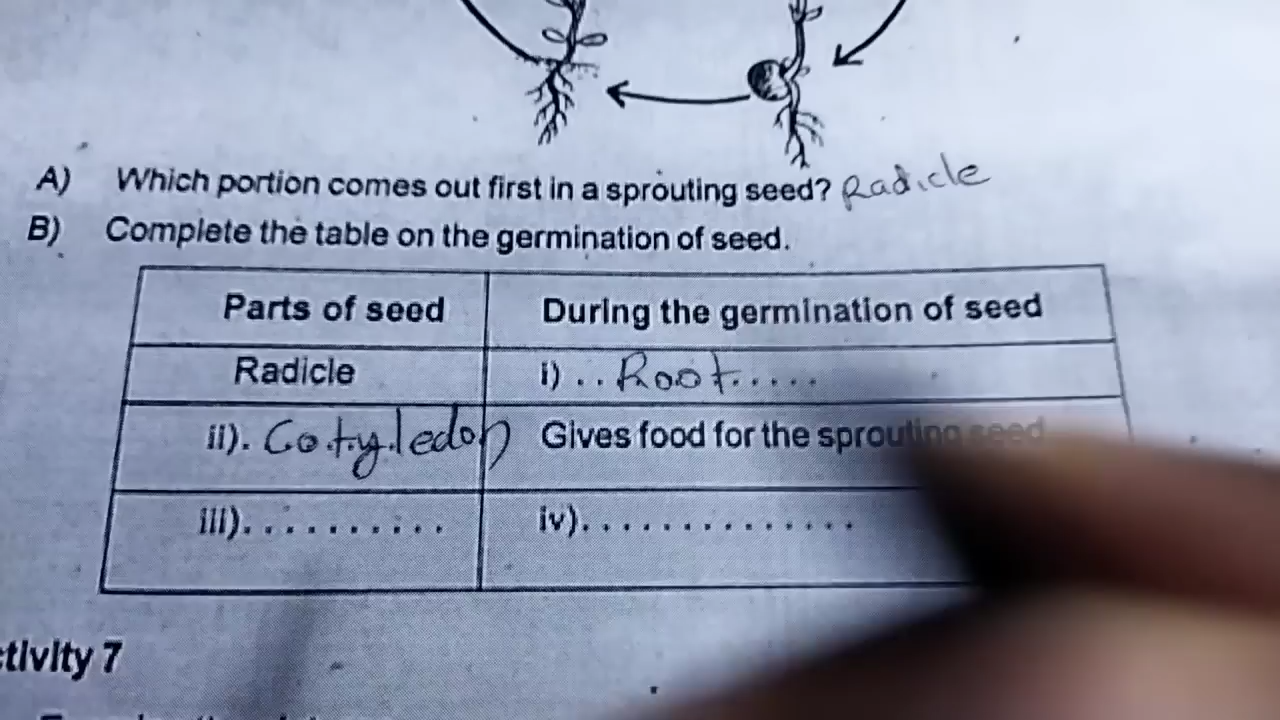 A) Which portion comes out first in a sprouting seed? Radicle
B) Complete the table on the germination of seed.
Parts of seed During the germination of seed
Radicle i) . . Root. . . . .
ii). Cotyledon Gives food for the sprouting seed
iii). . . . . . . . . . iv). . . . . . . . . . . . . .
ctivity 7